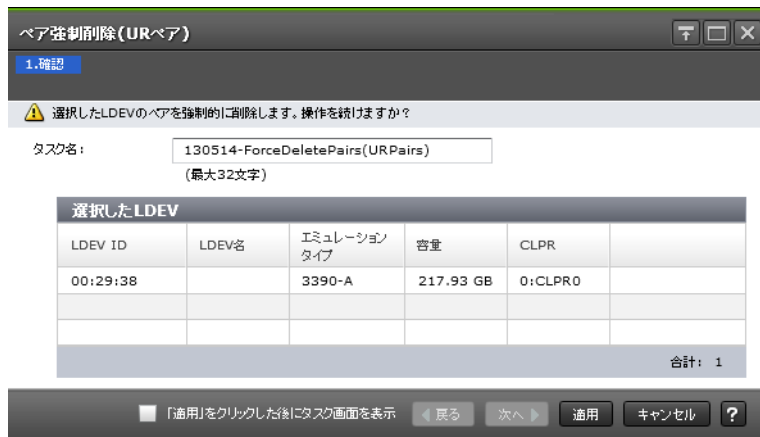 ペア強制削除(URペア)
1.確認
選択したLDEVのペアを強制的に削除します。操作を続けますか?
タスク名: 130514-ForceDeletePairs(URPairs)
(最大32文字)
選択したLDEV
LDEV ID LDEV名 エミュレーションタイプ 容量 CLPR
00:29:38 3390-A 217.93 GB 0:CLPR0
合計: 1
「適用」をクリックした後にタスク画面を表示 戻る 次へ 適用 キャンセル ?